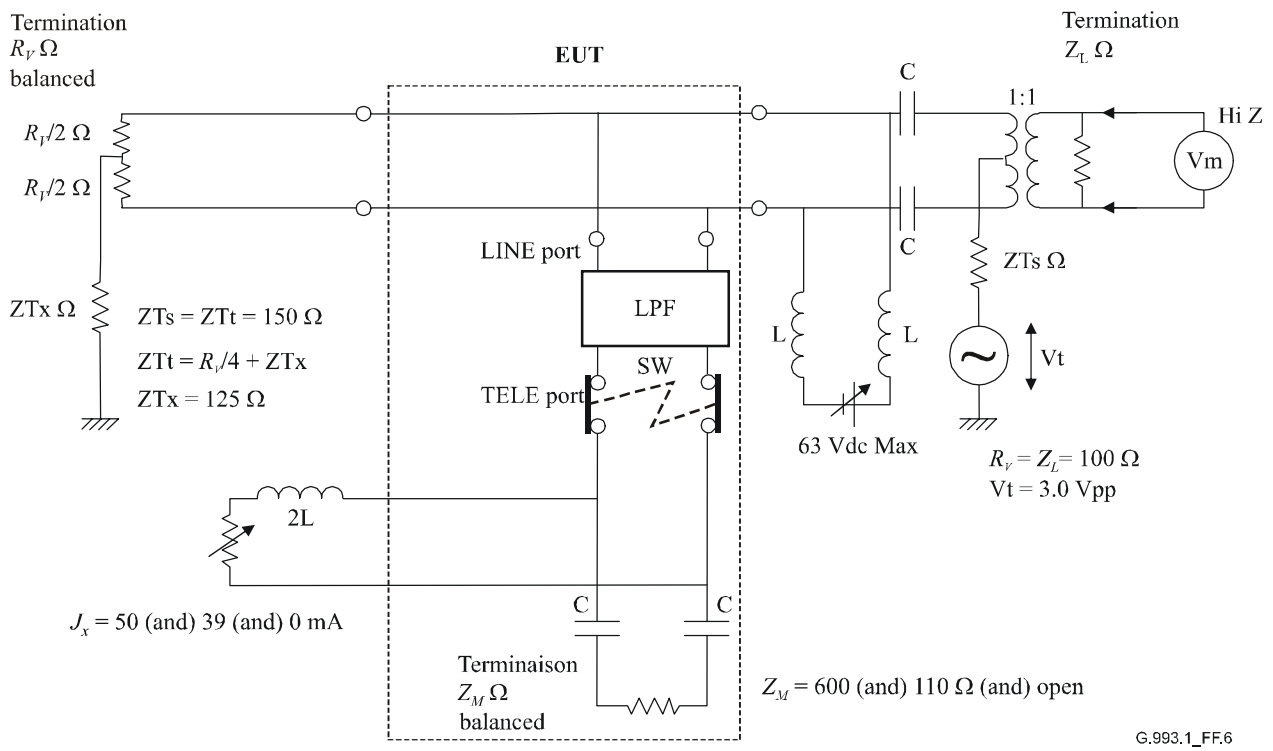 Termination
R_V Ω
balanced
EUT
Termination
Z_L Ω
C
1:1
Hi Z
R_V/2 Ω
R_V/2 Ω
Vm
C
LINE port
ZTs Ω
ZTx Ω
ZTs = ZTt = 150 Ω
LPF
L
L
Vt
ZTt = R_V/4 + ZTx
SW
ZTx = 125 Ω
TELE port
63 Vdc Max
R_V = Z_L = 100 Ω
Vt = 3.0 Vpp
2L
J_x = 50 (and) 39 (and) 0 mA
C
C
Terminaison
Z_M Ω
balanced
Z_M = 600 (and) 110 Ω (and) open
G.993.1_FF.6